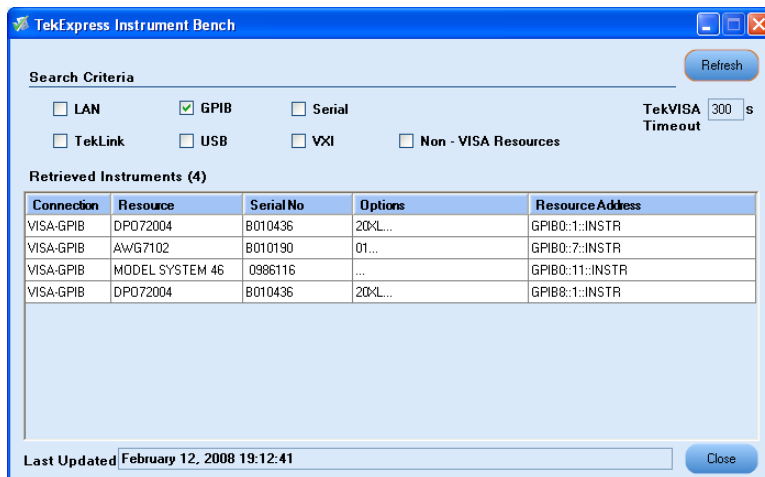 TekExpress Instrument Bench
Refresh
Search Criteria
LAN GPIB Serial TekVISA Timeout 300 s
TekLink USB VXI Non - VISA Resources
Retrieved Instruments (4)
Connection Resource Serial No Options Resource Address
VISA-GPIB DPO72004 B010436 20XL... GPIB0::1::INSTR
VISA-GPIB AWG7102 B010190 01... GPIB0::7::INSTR
VISA-GPIB MODEL SYSTEM 46 0986116 ... GPIB0::11::INSTR
VISA-GPIB DPO72004 B010436 20XL... GPIB8::1::INSTR
Last Updated February 12, 2008 19:12:41 Close